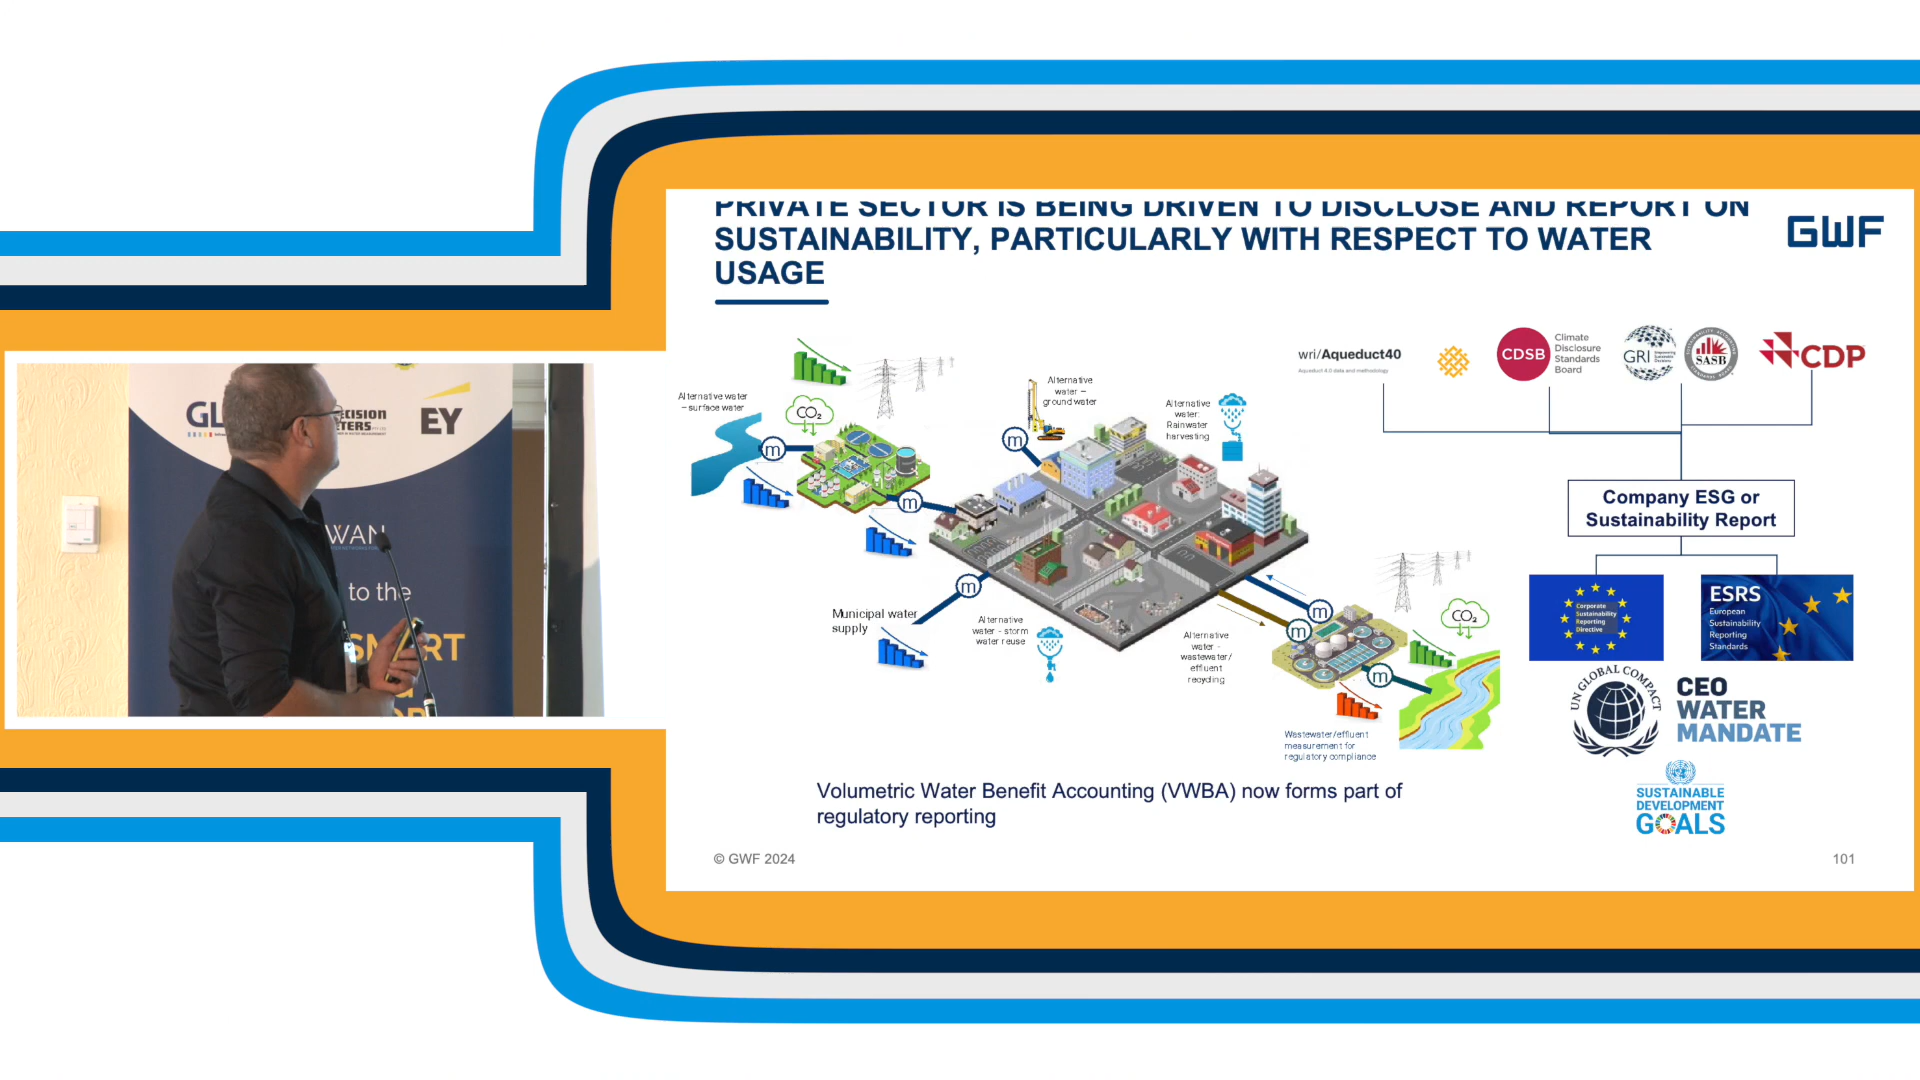 PRIVATE SECTOR IS BEING DRIVEN TO DISCLOSE AND REPORT ON
SUSTAINABILITY, PARTICULARLY WITH RESPECT TO WATER
USAGE
GWF
wri/Aqueduct40
Aqueduct 4.0 data and methodology
CDSB
Climate
Disclosure
Standards
Board
GRI
SASB
CDP
Alternative water
– surface water
CO₂
m
Alternative
water –
ground water
m
Alternative
water:
Rainwater
harvesting
m
m
Municipal water
supply
Alternative
water - storm
water reuse
Alternative
water -
wastewater/
effluent
recycling
m
m
m
CO₂
Wastewater/effluent
measurement for
regulatory compliance
Company ESG or
Sustainability Report
Corporate
Sustainability
Reporting
Directive
ESRS
European
Sustainability
Reporting
Standards
UN GLOBAL COMPACT
CEO
WATER
MANDATE
SUSTAINABLE
DEVELOPMENT
GOALS
Volumetric Water Benefit Accounting (VWBA) now forms part of
regulatory reporting
© GWF 2024
101
GL
ECISION
ETERS
EY
WAN
to the
SMART